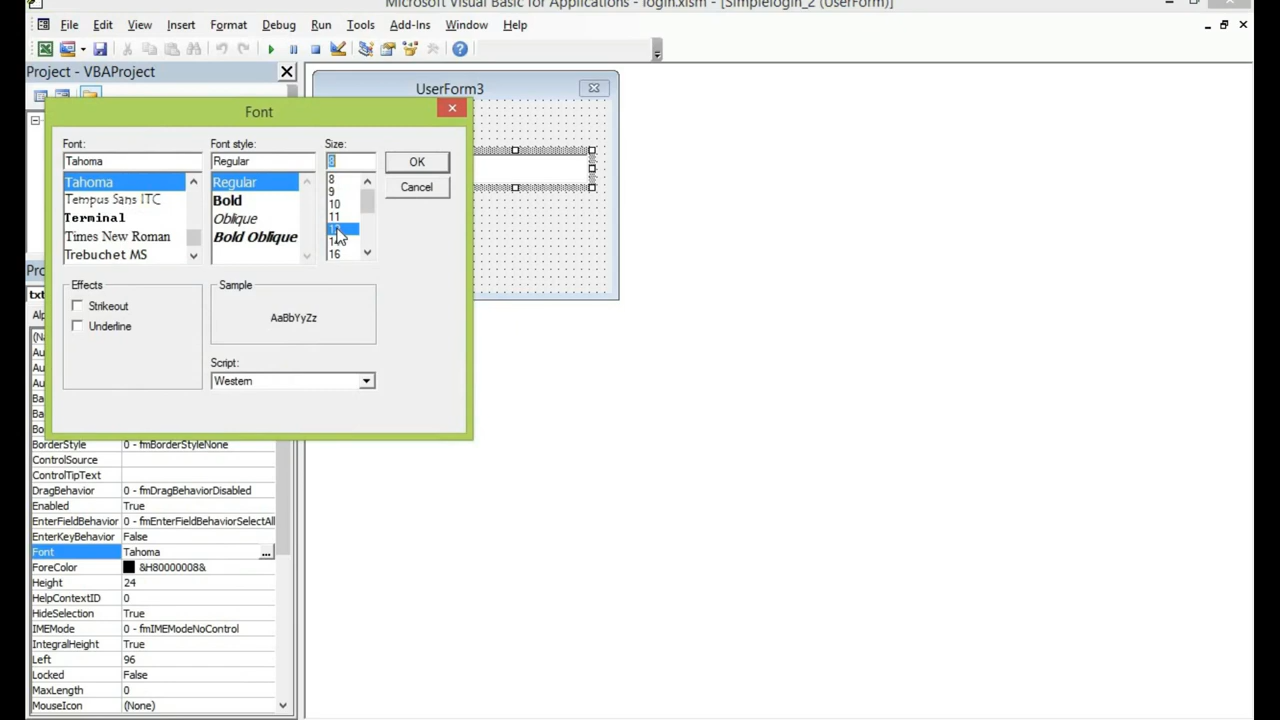 Microsoft Visual Basic for Applications - login.xlsm - [Simplelogin_2 (UserForm)]
File Edit View Insert Format Debug Run Tools Add-Ins Window Help
Project - VBAProject
UserForm3
Font
Font: Font style: Size:
Tahoma Regular 8 OK
Tahoma Regular 8
Tempus Sans ITC Bold 9 Cancel
Terminal Oblique 10
Times New Roman Bold Oblique 11
Trebuchet MS 16
Effects Sample
Strikeout
AaBbYyZz
Underline
Script:
Western
BorderStyle 0 - fmBorderStyleNone
ControlSource
ControlTipText
DragBehavior 0 - fmDragBehaviorDisabled
Enabled True
EnterFieldBehavior 0 - fmEnterFieldBehaviorSelectAll
EnterKeyBehavior False
Font Tahoma ...
ForeColor &H80000008&
Height 24
HelpContextID 0
HideSelection True
IMEMode 0 - fmIMEModeNoControl
IntegralHeight True
Left 96
Locked False
MaxLength 0
MouseIcon (None)